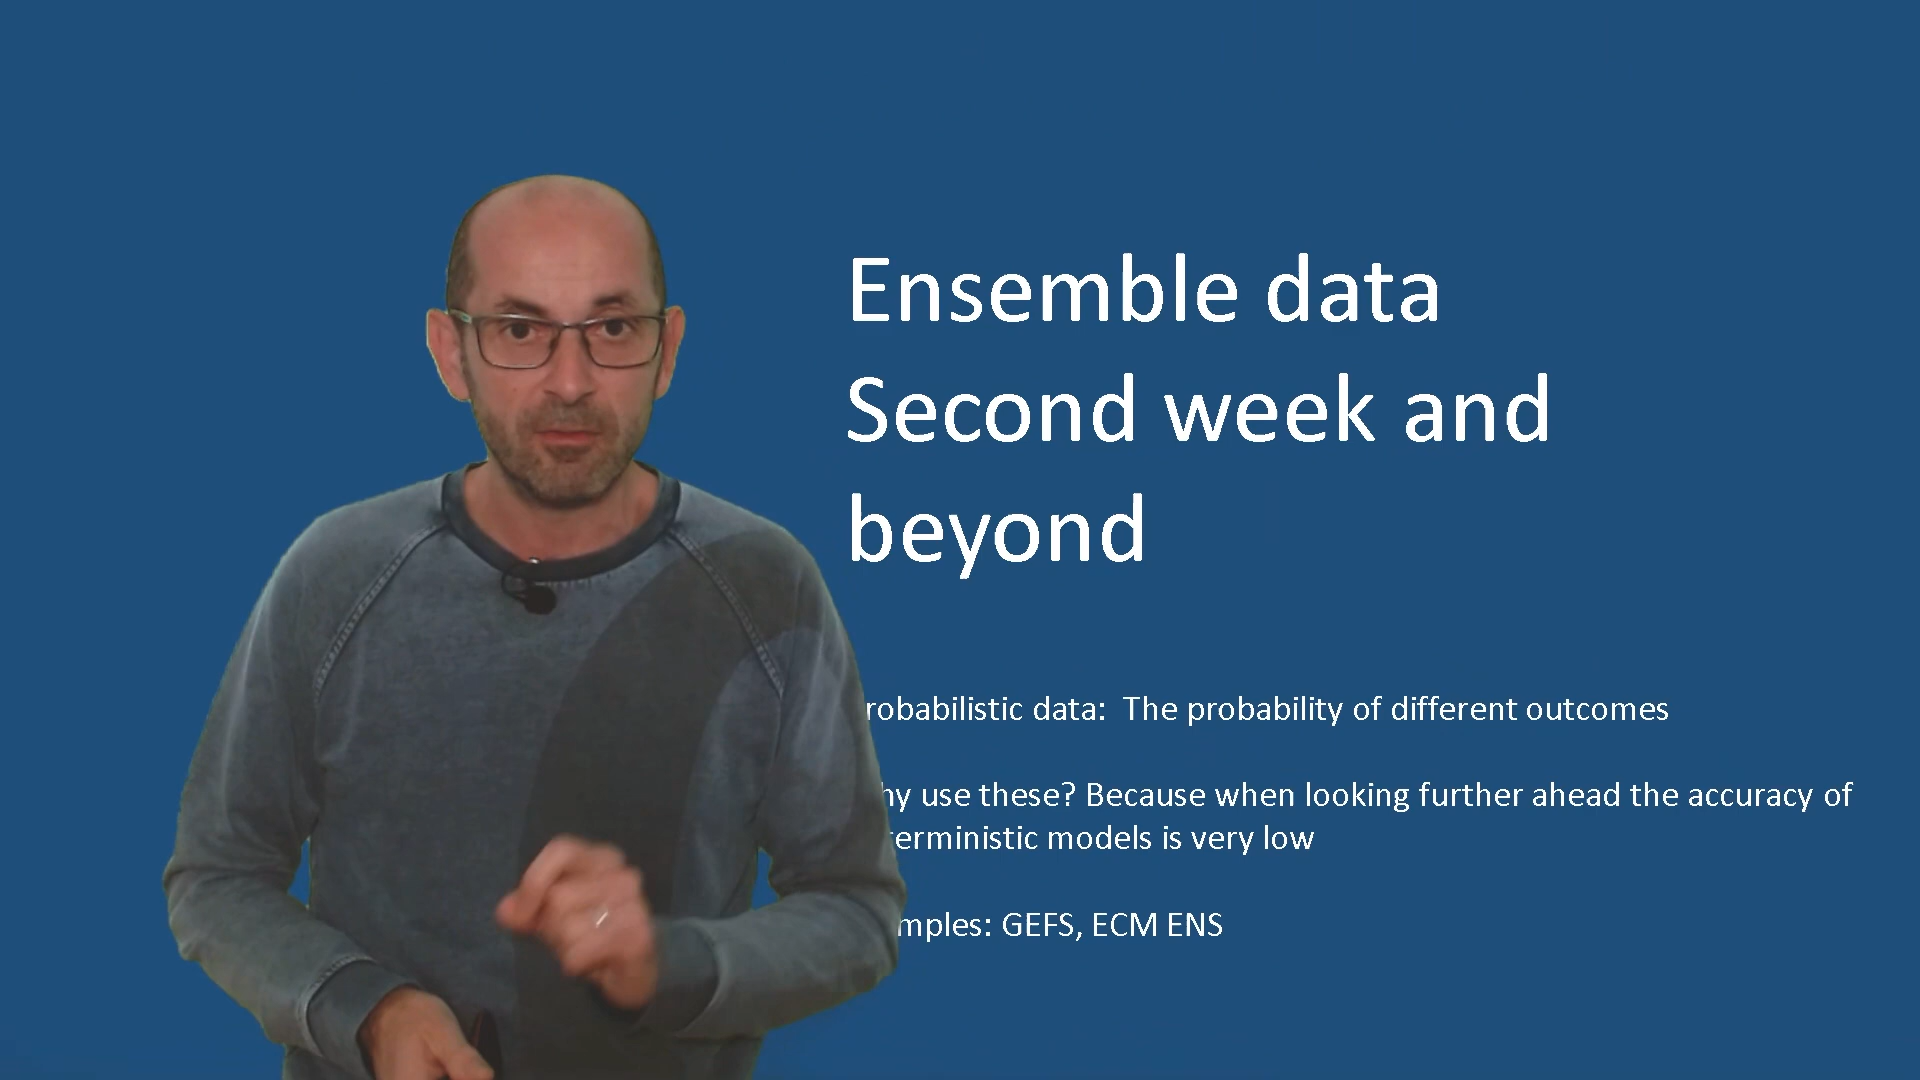 Ensemble data
Second week and
beyond
robabilistic data: The probability of different outcomes
hy use these? Because when looking further ahead the accuracy of
terministic models is very low
mples: GEFS, ECM ENS